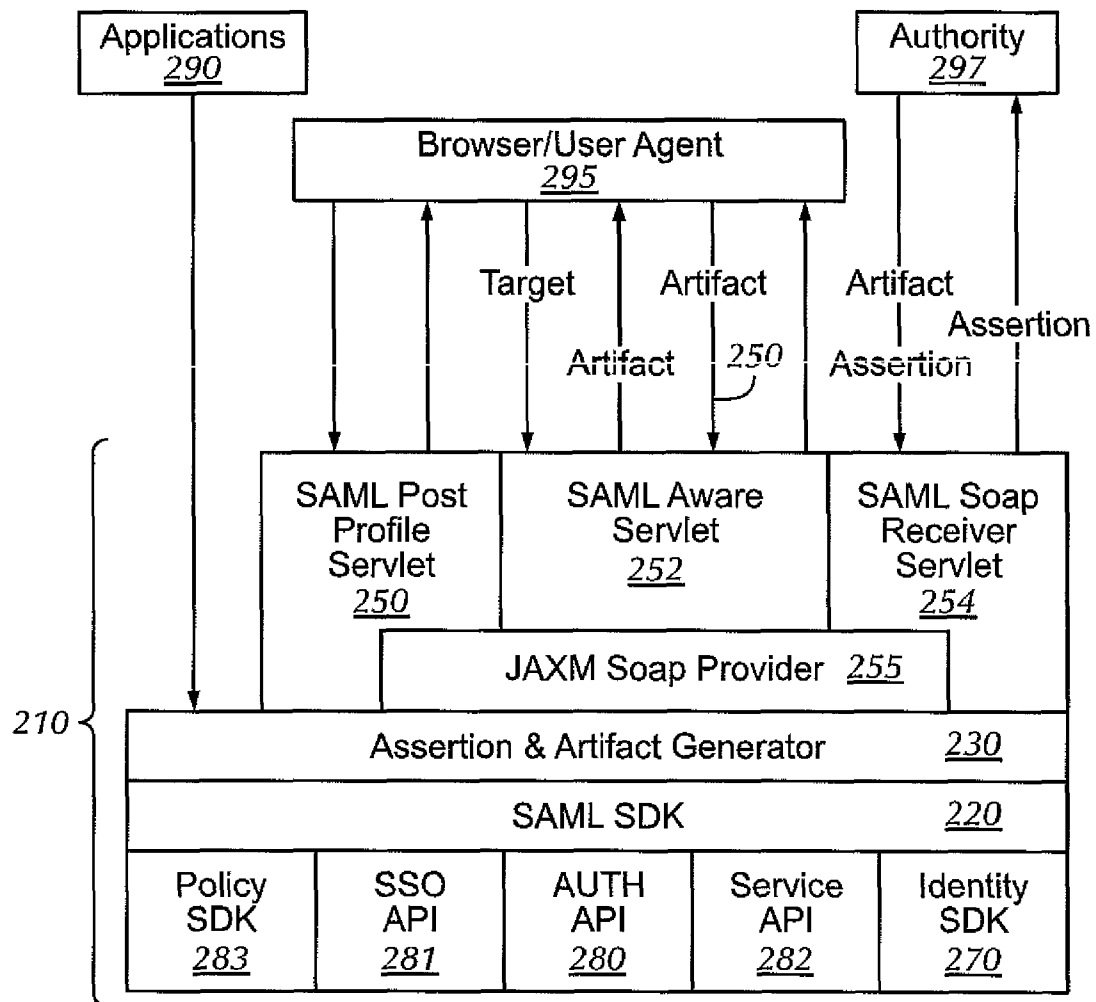 Applications
290
Authority
297
Browser/User Agent
295
Target
Artifact
Artifact
Assertion
250
Artifact
Assertion
SAML Post
Profile
Servlet
250
SAML Aware
Servlet
252
SAML Soap
Receiver
Servlet
254
JAXM Soap Provider 255
210
Assertion & Artifact Generator 230
SAML SDK 220
Policy
SDK
283
SSO
API
281
AUTH
API
280
Service
API
282
Identity
SDK
270